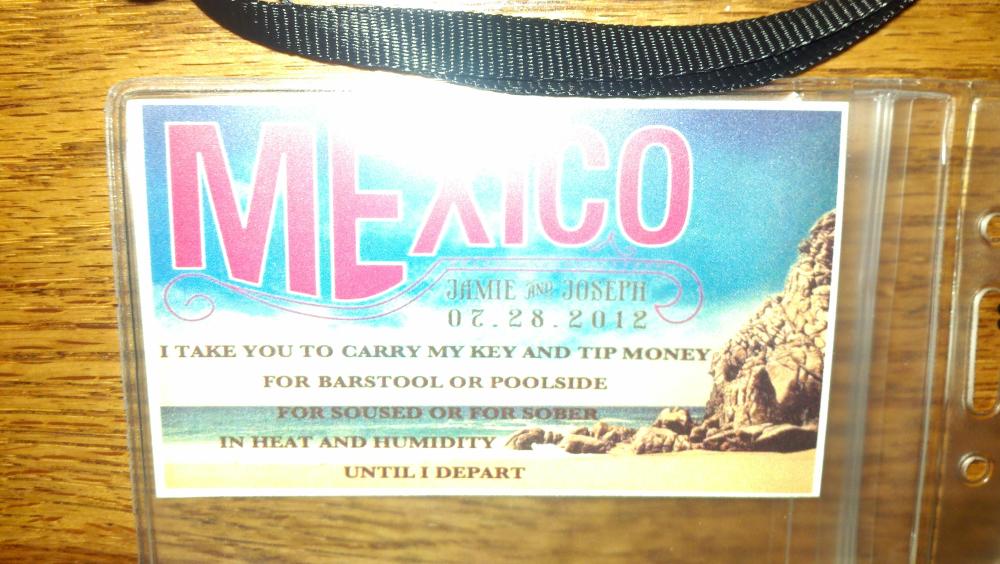 MEXICO
JAMIE AND JOSEPH
07.28.2012
I TAKE YOU TO CARRY MY KEY AND TIP MONEY
FOR BARSTOOL OR POOLSIDE
FOR SOUSED OR FOR SOBER
IN HEAT AND HUMIDITY
UNTIL I DEPART